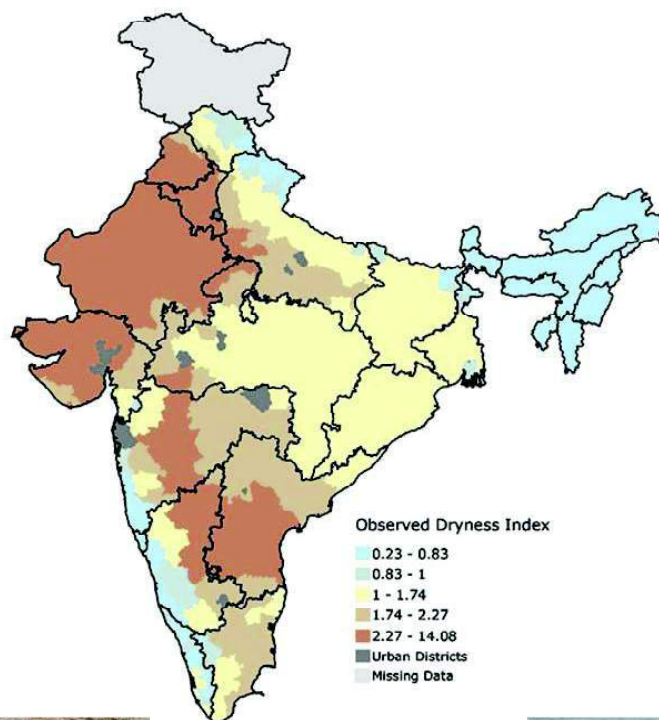 Observed Dryness Index
0.23 - 0.83
0.83 - 1
1 - 1.74
1.74 - 2.27
2.27 - 14.08
Urban Districts
Missing Data